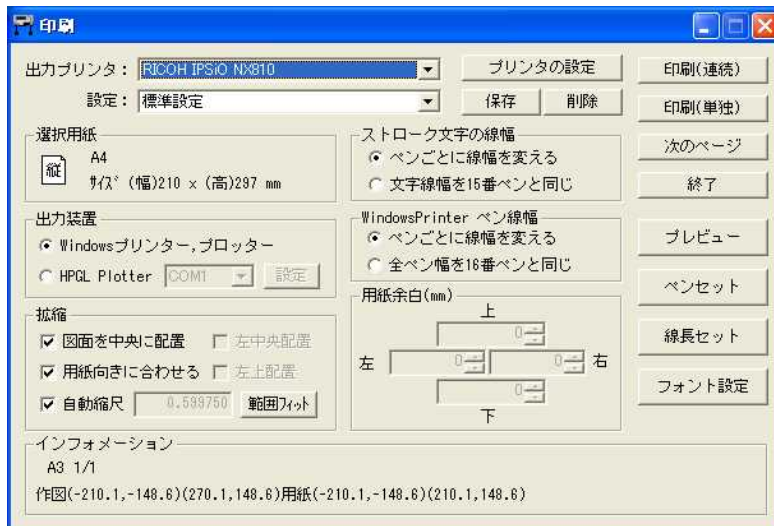 印刷
出力プリンタ： RICOH IPSiO NX810
プリンタの設定
印刷(連続)
設定： 標準設定
保存
削除
印刷(単独)
選択用紙
縦
A4
ｻｲｽﾞ (幅)210 x (高)297 mm
ストローク文字の線幅
ペンごとに線幅を変える
文字線幅を15番ペンと同じ
次のページ
終了
出力装置
Windowsプリンター,プロッター
HPGL Plotter COM1 設定
WindowsPrinter ペン線幅
ペンごとに線幅を変える
全ペン幅を16番ペンと同じ
プレビュー
ペンセット
線長セット
フォント設定
拡縮
図面を中央に配置 左中央配置
用紙向きに合わせる 左上配置
自動縮尺 0.599750 範囲ﾌｨｯﾄ
用紙余白(mm)
上
0
左 0 0 右
0
下
インフォメーション
A3 1/1
作図(-210.1,-148.6)(270.1,148.6)用紙(-210.1,-148.6)(210.1,148.6)